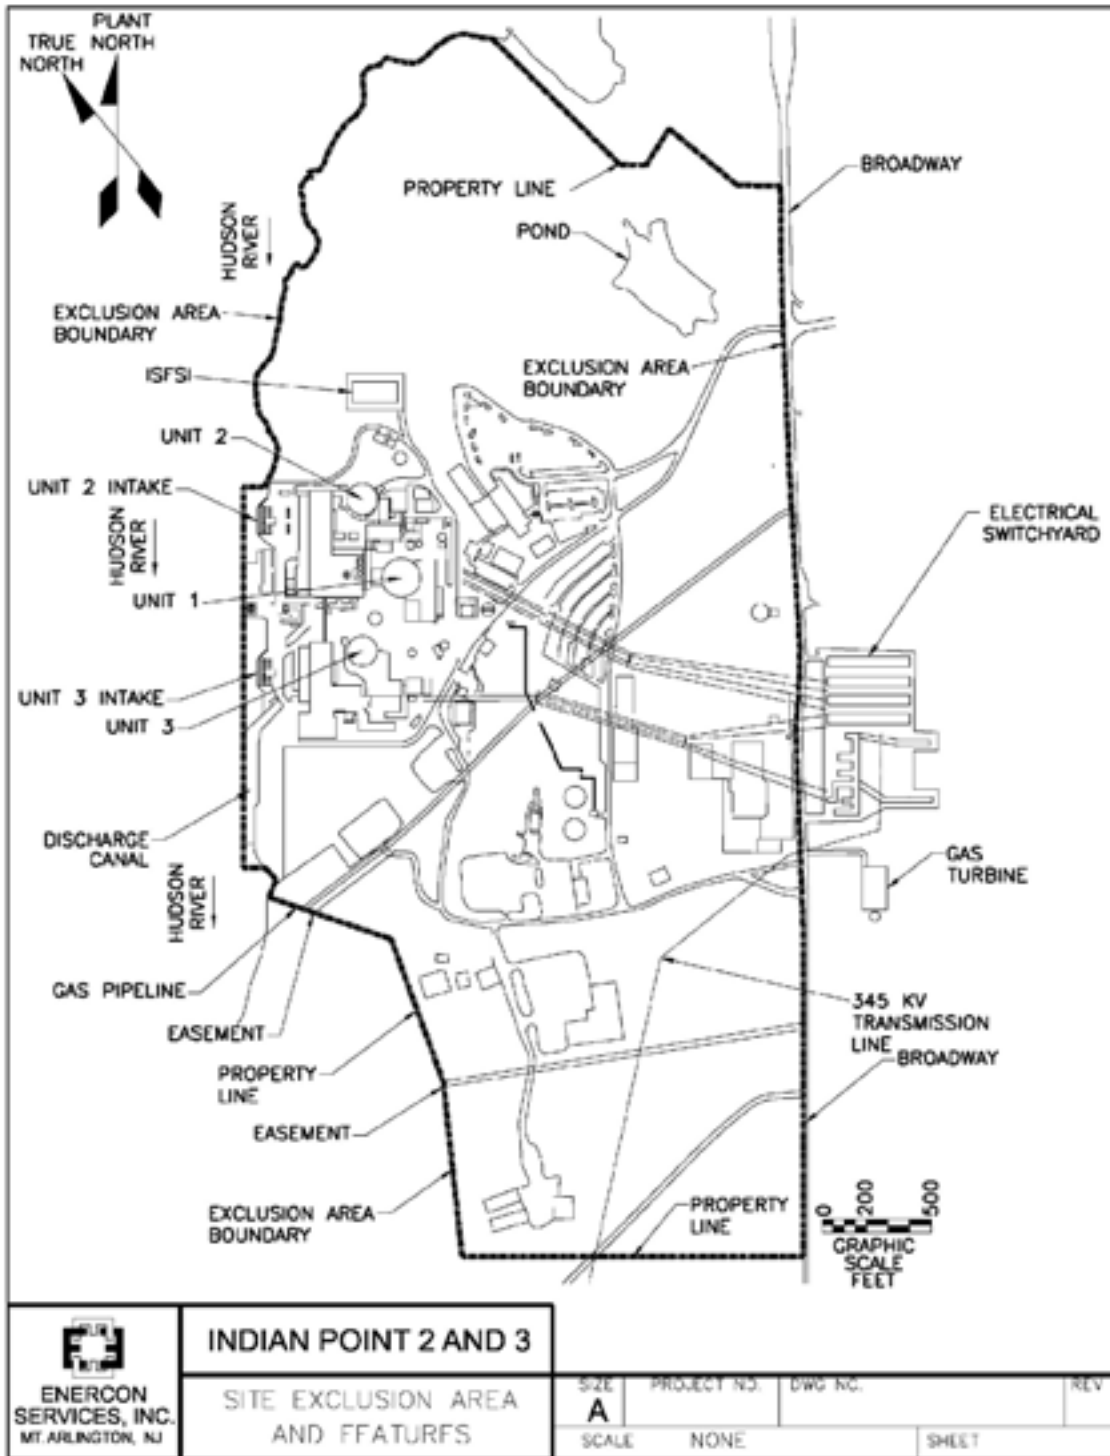 PLANT
NORTH
TRUE
NORTH
BROADWAY
PROPERTY LINE
POND
HUDSON
RIVER
EXCLUSION AREA
BOUNDARY
EXCLUSION AREA
BOUNDARY
ISFSI
UNIT 2
UNIT 2 INTAKE
HUDSON
RIVER
ELECTRICAL
SWITCHYARD
UNIT 1
UNIT 3 INTAKE
UNIT 3
DISCHARGE
CANAL
HUDSON
RIVER
GAS
TURBINE
GAS PIPELINE
EASEMENT
345 KV
TRANSMISSION
LINE
BROADWAY
PROPERTY
LINE
EASEMENT
EXCLUSION AREA
BOUNDARY
PROPERTY
LINE
0 200 500
GRAPHIC
SCALE
FEET
ENERCON
SERVICES, INC.
MT. ARLINGTON, NJ
INDIAN POINT 2 AND 3
SITE EXCLUSION AREA
AND FEATURES
SIZE
A
PROJECT NO.
DWG NO.
REV
SCALE NONE
SHEET